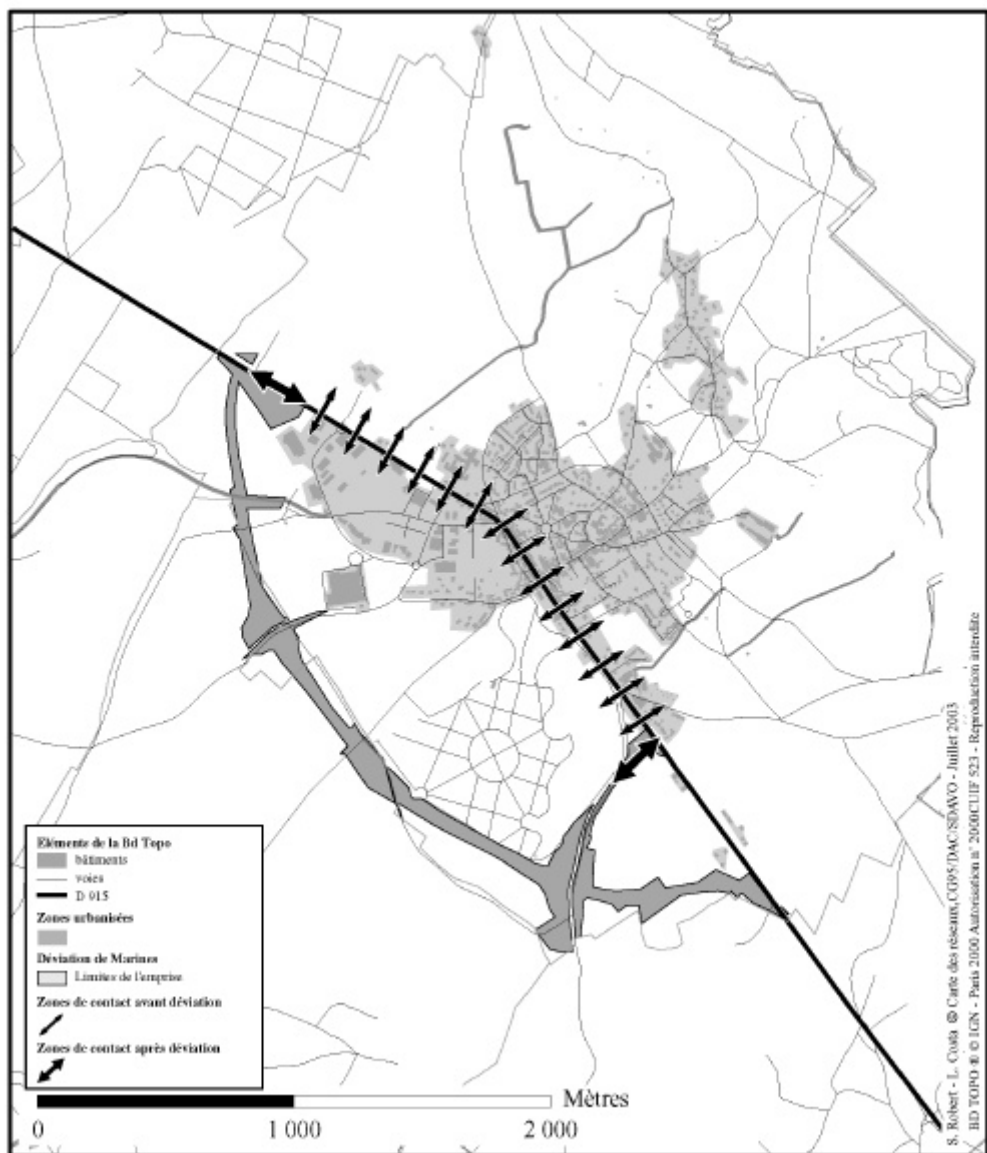 Eléments de la Bd Topo
bâtiments
voies
D 915
Zones urbanisées
Déviation de Marines
Limites de l'emprise
Zones de contact avant déviation
Zones de contact après déviation
Mètres
0 1 000 2 000
S. Robert - L. Costa © Carte des réseaux, CG95/DAC/SDAVO - Juillet 2003
BD TOPO ® © IGN - Paris 2000 Autorisation n° 2000CUIF 523 - Reproduction interdite